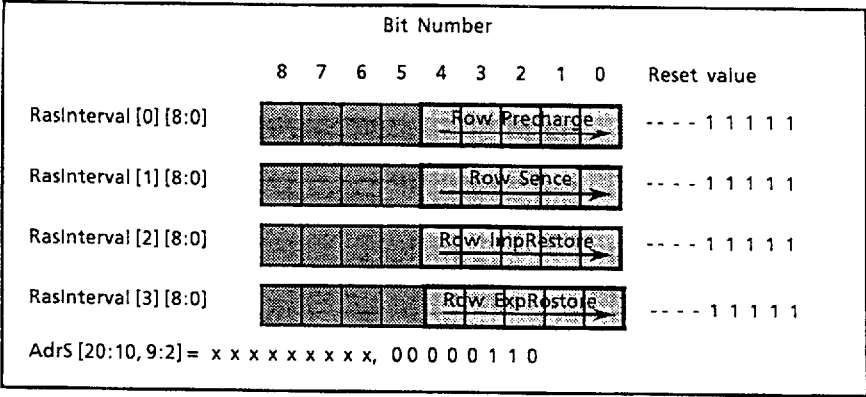 Bit Number
8 7 6 5 4 3 2 1 0 Reset value
RasInterval [0] [8:0] Row Precharge - - - - 1 1 1 1 1
RasInterval [1] [8:0] Row Sence - - - - 1 1 1 1 1
RasInterval [2] [8:0] Row ImpRestore - - - - 1 1 1 1 1
RasInterval [3] [8:0] Row ExpRostore - - - - 1 1 1 1 1
AdrS [20:10, 9:2] = x x x x x x x x x, 0 0 0 0 0 1 1 0